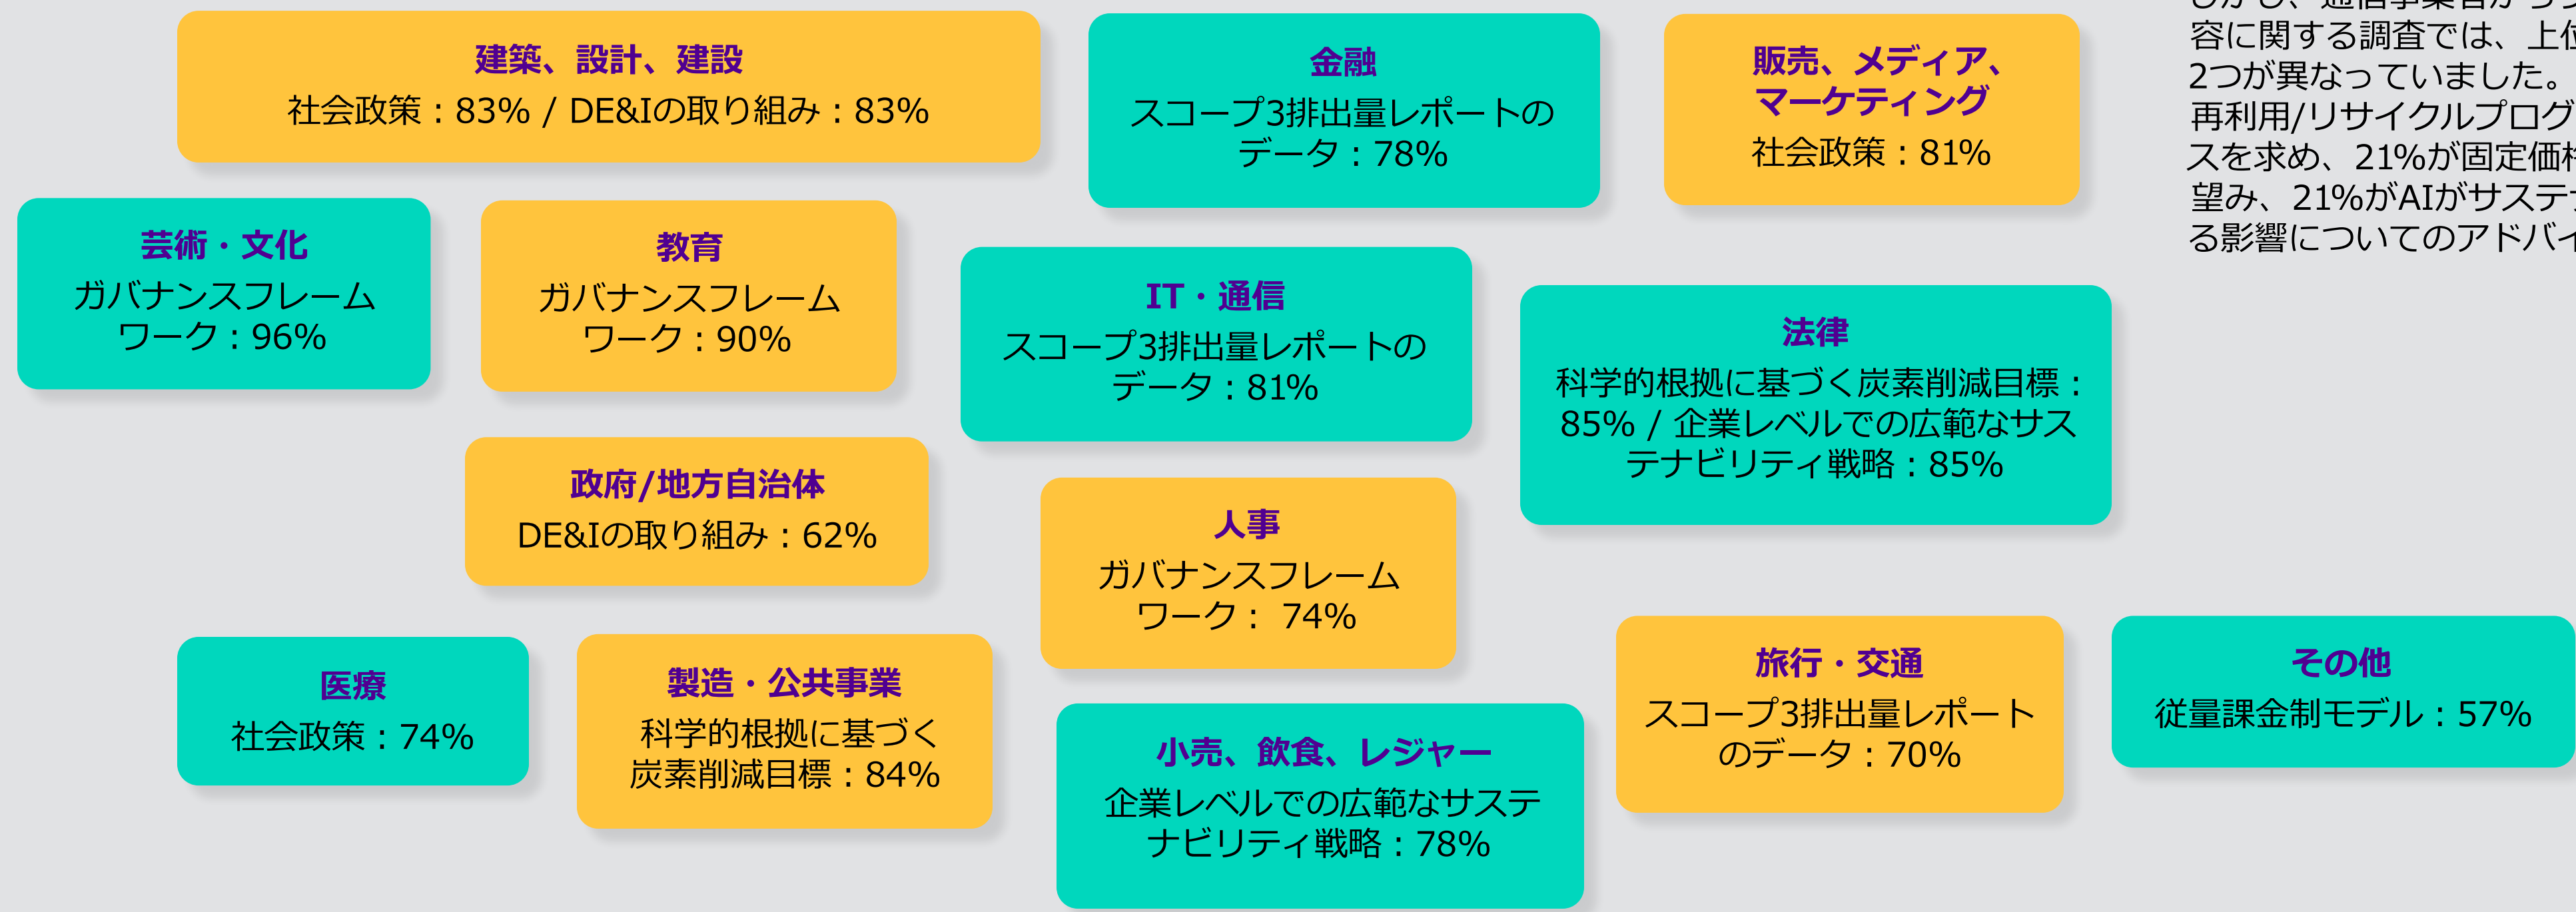 建築、設計、建設
社会政策：83% / DE&Iの取り組み：83%
金融
スコープ3排出量レポートの
データ：78%
販売、メディア、
マーケティング
社会政策：81%
容に関する調査では、上位
2つが異なっていました。
再利用/リサイクルプログ
スを求め、21%が固定価格
望み、21%がAIがサステナ
る影響についてのアドバイ
芸術・文化
ガバナンスフレーム
ワーク：96%
教育
ガバナンスフレーム
ワーク：90%
IT・通信
スコープ3排出量レポートの
データ：81%
法律
科学的根拠に基づく炭素削減目標：
85% / 企業レベルでの広範なサス
テナビリティ戦略：85%
政府/地方自治体
DE&Iの取り組み：62%
人事
ガバナンスフレーム
ワーク： 74%
医療
社会政策：74%
製造・公共事業
科学的根拠に基づく
炭素削減目標：84%
小売、飲食、レジャー
企業レベルでの広範なサステ
ナビリティ戦略：78%
旅行・交通
スコープ3排出量レポート
のデータ：70%
その他
従量課金制モデル：57%